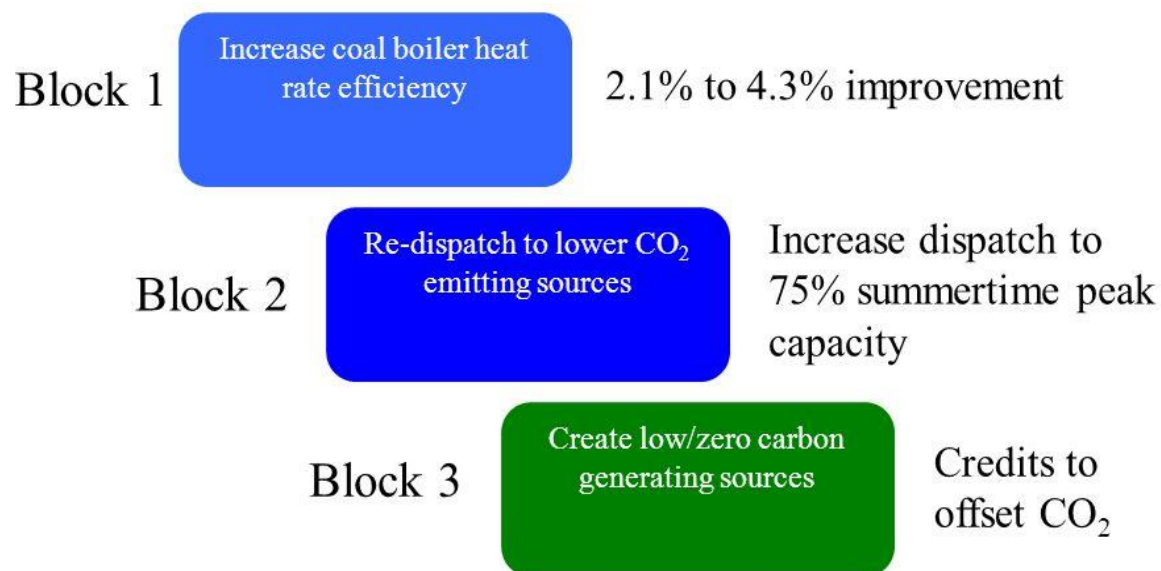 Block 1
Increase coal boiler heat
rate efficiency
2.1% to 4.3% improvement
Block 2
Re-dispatch to lower CO₂
emitting sources
Increase dispatch to
75% summertime peak
capacity
Block 3
Create low/zero carbon
generating sources
Credits to
offset CO₂